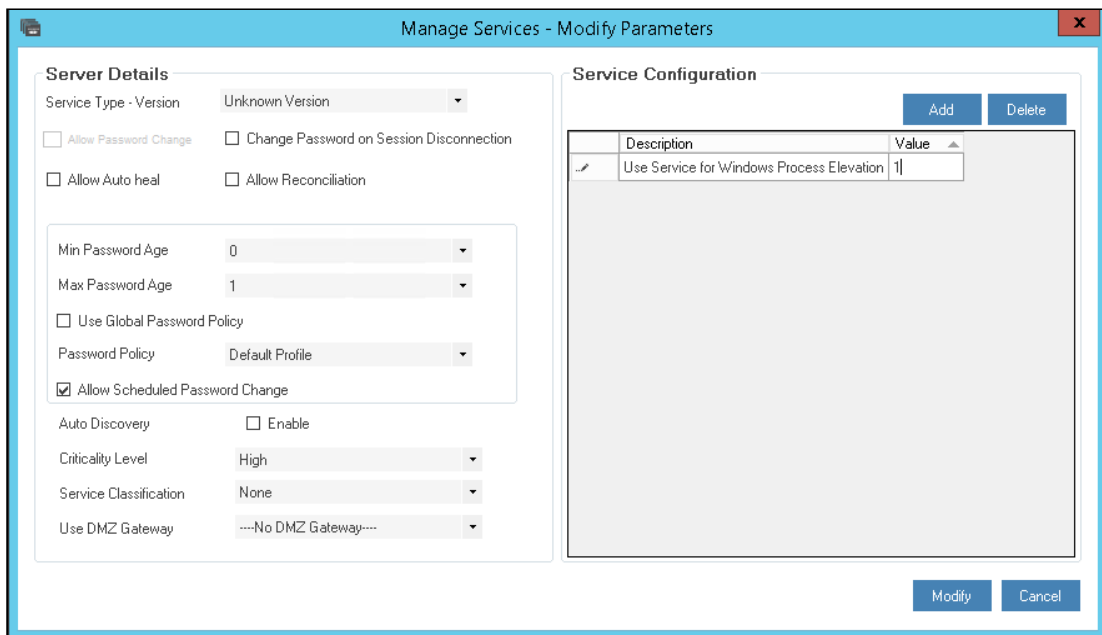 Manage Services - Modify Parameters
x
Server Details
Service Type - Version Unknown Version
Allow Password Change Change Password on Session Disconnection
Allow Auto heal Allow Reconciliation
Min Password Age 0
Max Password Age 1
Use Global Password Policy
Password Policy Default Profile
Allow Scheduled Password Change
Auto Discovery Enable
Criticality Level High
Service Classification None
Use DMZ Gateway ----No DMZ Gateway----
Service Configuration
Add Delete
Description Value
Use Service for Windows Process Elevation 1
Modify Cancel